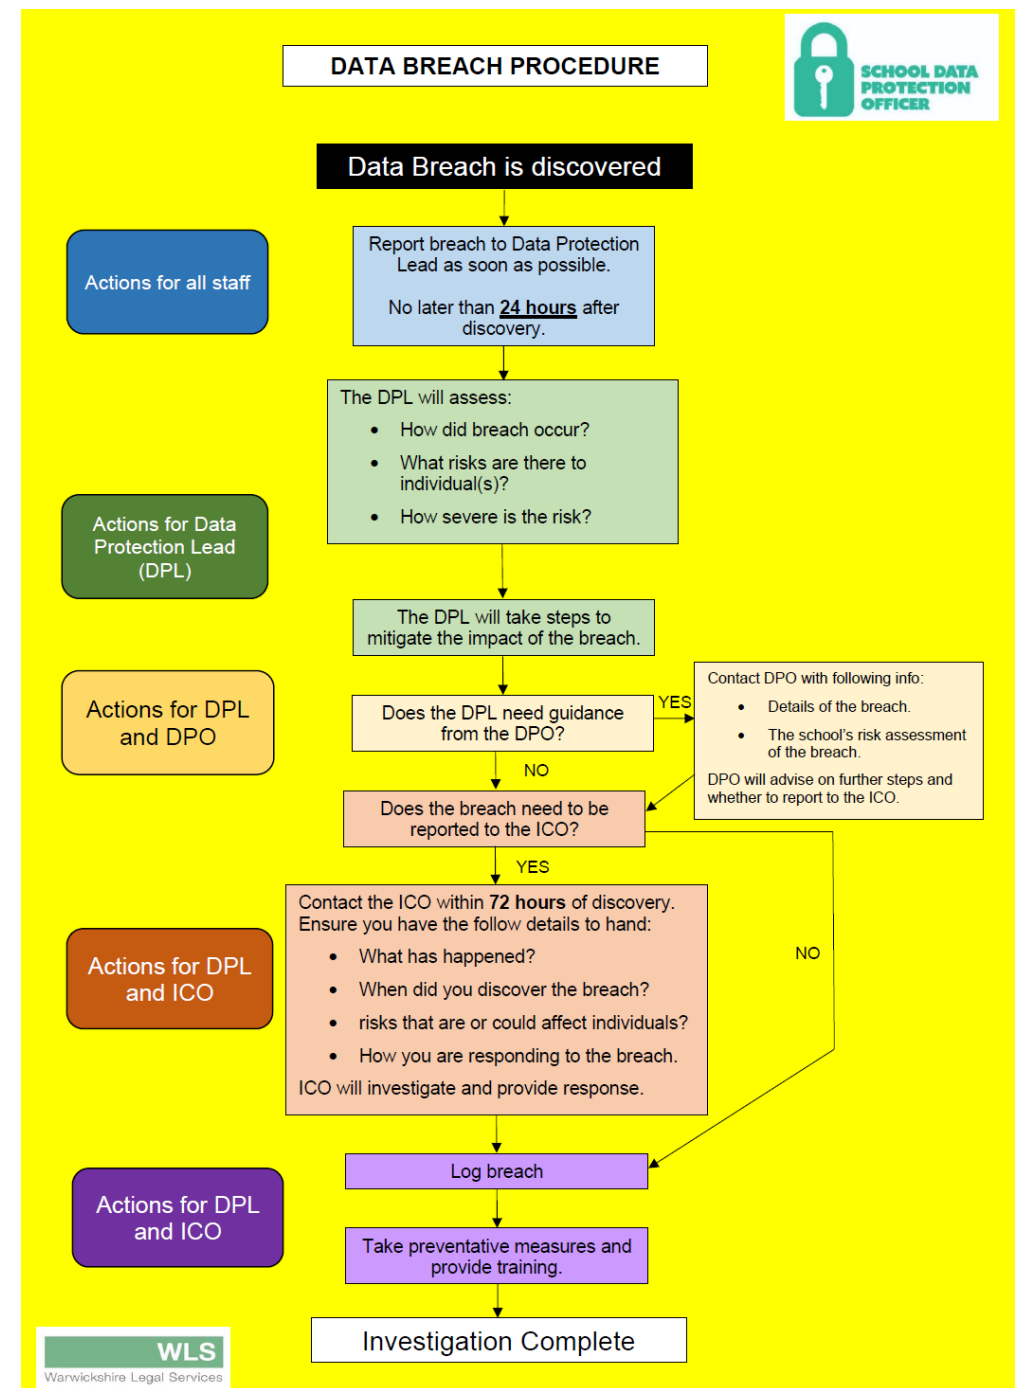 DATA BREACH PROCEDURE
SCHOOL DATA
PROTECTION
OFFICER
Data Breach is discovered
Actions for all staff
Report breach to Data Protection
Lead as soon as possible.
No later than 24 hours after
discovery.
The DPL will assess:
• How did breach occur?
• What risks are there to
individual(s)?
• How severe is the risk?
Actions for Data
Protection Lead
(DPL)
The DPL will take steps to
mitigate the impact of the breach.
Actions for DPL
and DPO
Does the DPL need guidance
from the DPO?
YES
Contact DPO with following info:
• Details of the breach.
• The school's risk assessment
of the breach.
DPO will advise on further steps and
whether to report to the ICO.
NO
Does the breach need to be
reported to the ICO?
YES
NO
Actions for DPL
and ICO
Contact the ICO within 72 hours of discovery.
Ensure you have the follow details to hand:
• What has happened?
• When did you discover the breach?
• risks that are or could affect individuals?
• How you are responding to the breach.
ICO will investigate and provide response.
Actions for DPL
and ICO
Log breach
Take preventative measures and
provide training.
Investigation Complete
WLS
Warwickshire Legal Services